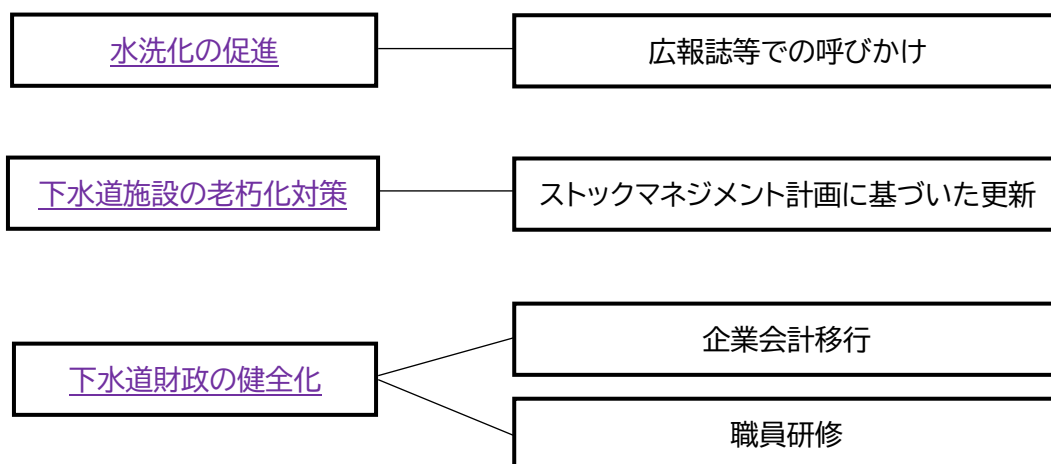 水洗化の促進
広報誌等での呼びかけ
下水道施設の老朽化対策
ストックマネジメント計画に基づいた更新
下水道財政の健全化
企業会計移行
職員研修